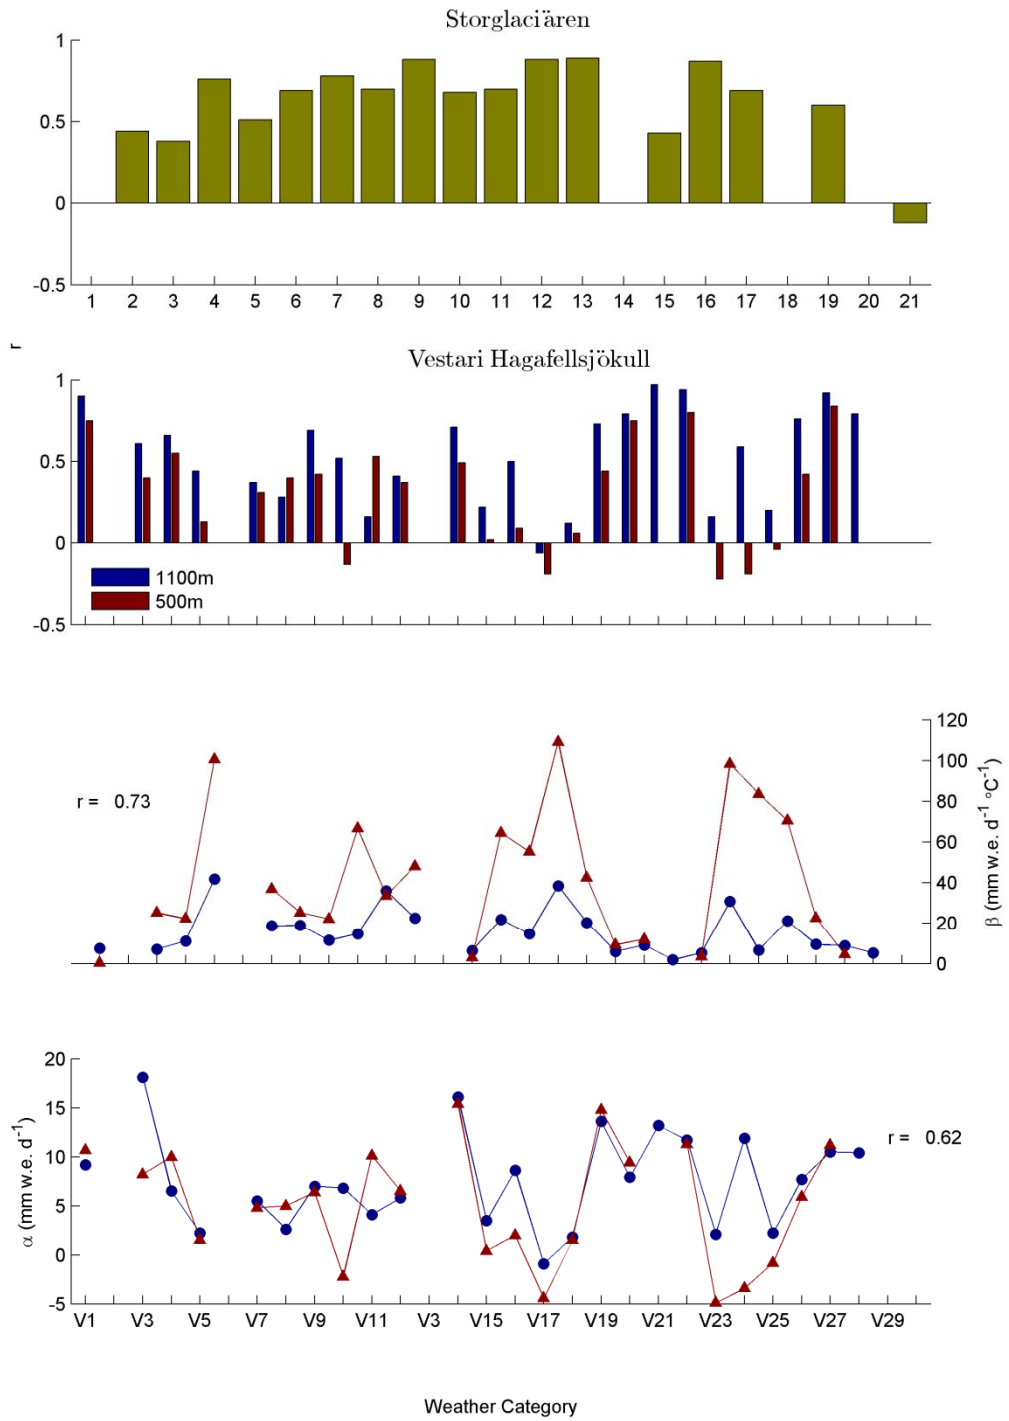 Storglaciären
1
0.5
0
-0.5
1 2 3 4 5 6 7 8 9 10 11 12 13 14 15 16 17 18 19 20 21
r
Vestari Hagafellsjökull
1
0.5
0
-0.5
1100m
500m
120
100
80
60
40
20
0
β (mm w.e. d⁻¹ °C⁻¹)
r = 0.73
20
15
10
5
0
-5
α (mm w.e. d⁻¹)
r = 0.62
V1 V3 V5 V7 V9 V11 V3 V15 V17 V19 V21 V23 V25 V27 V29
Weather Category